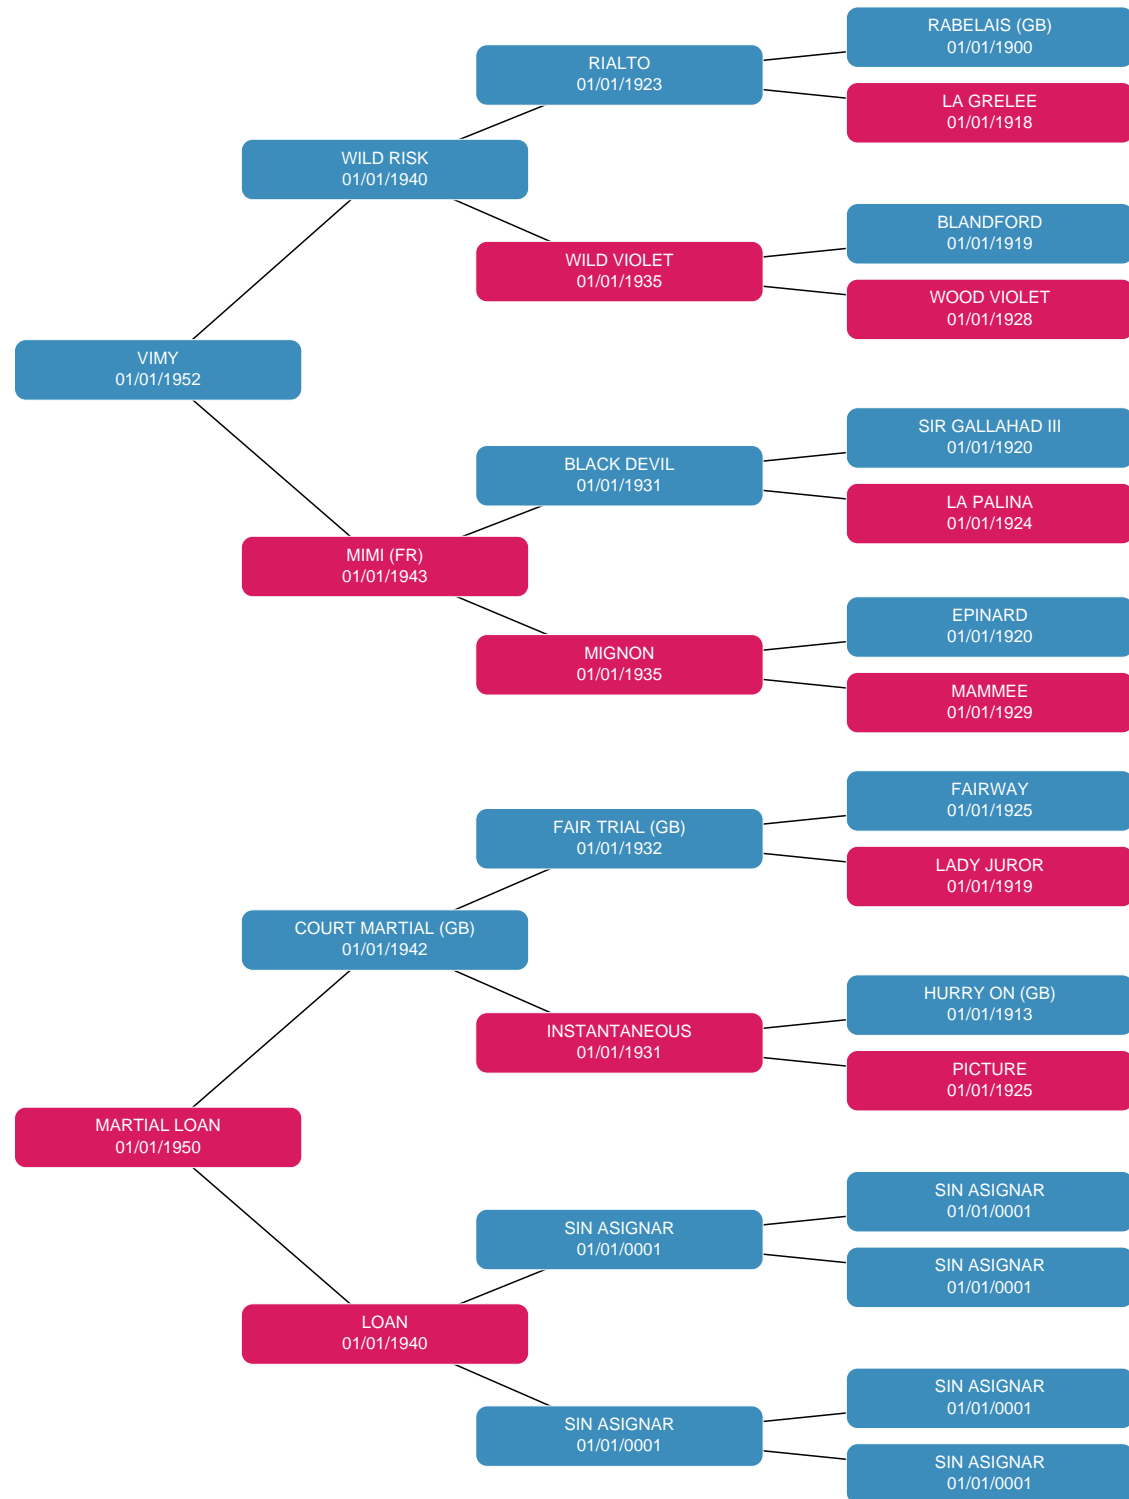 RABELAIS (GB)
01/01/1900
RIALTO
01/01/1923
LA GRELEE
01/01/1918
WILD RISK
01/01/1940
BLANDFORD
01/01/1919
WILD VIOLET
01/01/1935
WOOD VIOLET
01/01/1928
VIMY
01/01/1952
SIR GALLAHAD III
01/01/1920
BLACK DEVIL
01/01/1931
LA PALINA
01/01/1924
MIMI (FR)
01/01/1943
EPINARD
01/01/1920
MIGNON
01/01/1935
MAMMEE
01/01/1929
FAIRWAY
01/01/1925
FAIR TRIAL (GB)
01/01/1932
LADY JUROR
01/01/1919
COURT MARTIAL (GB)
01/01/1942
HURRY ON (GB)
01/01/1913
INSTANTANEOUS
01/01/1931
PICTURE
01/01/1925
MARTIAL LOAN
01/01/1950
SIN ASIGNAR
01/01/0001
SIN ASIGNAR
01/01/0001
SIN ASIGNAR
01/01/0001
LOAN
01/01/1940
SIN ASIGNAR
01/01/0001
SIN ASIGNAR
01/01/0001
SIN ASIGNAR
01/01/0001